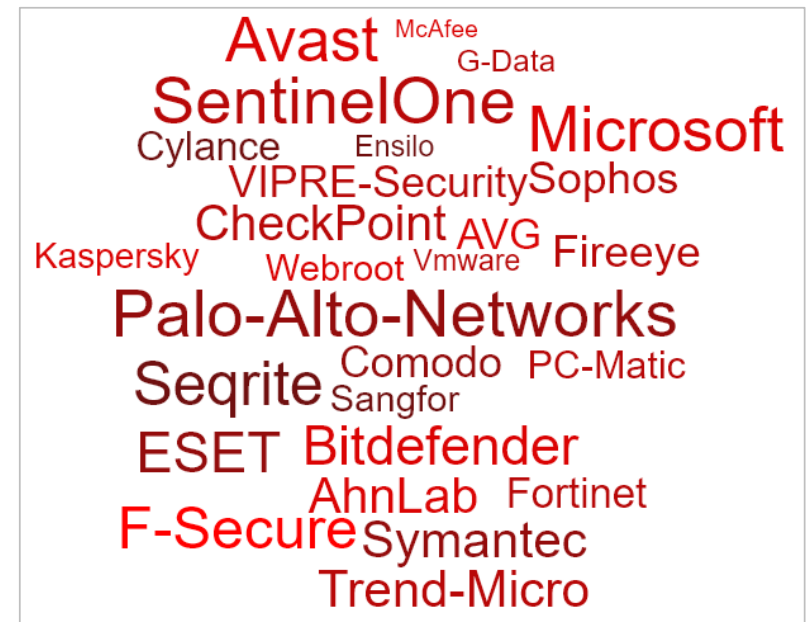 Avast McAfee
G-Data
SentinelOne
Microsoft
Cylance Ensilo
VIPRE-Security Sophos
CheckPoint AVG Fireeye
Kaspersky Webroot Vmware
Palo-Alto-Networks
Comodo PC-Matic
Seqrite Sangfor
ESET Bitdefender
AhnLab Fortinet
F-Secure Symantec
Trend-Micro